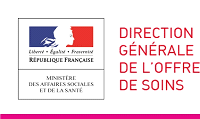 Liberté • Égalité • Fraternité
RÉPUBLIQUE FRANÇAISE
MINISTÈRE
DES AFFAIRES SOCIALES
ET DE LA SANTÉ
DIRECTION
GÉNÉRALE
DE L'OFFRE
DE SOINS